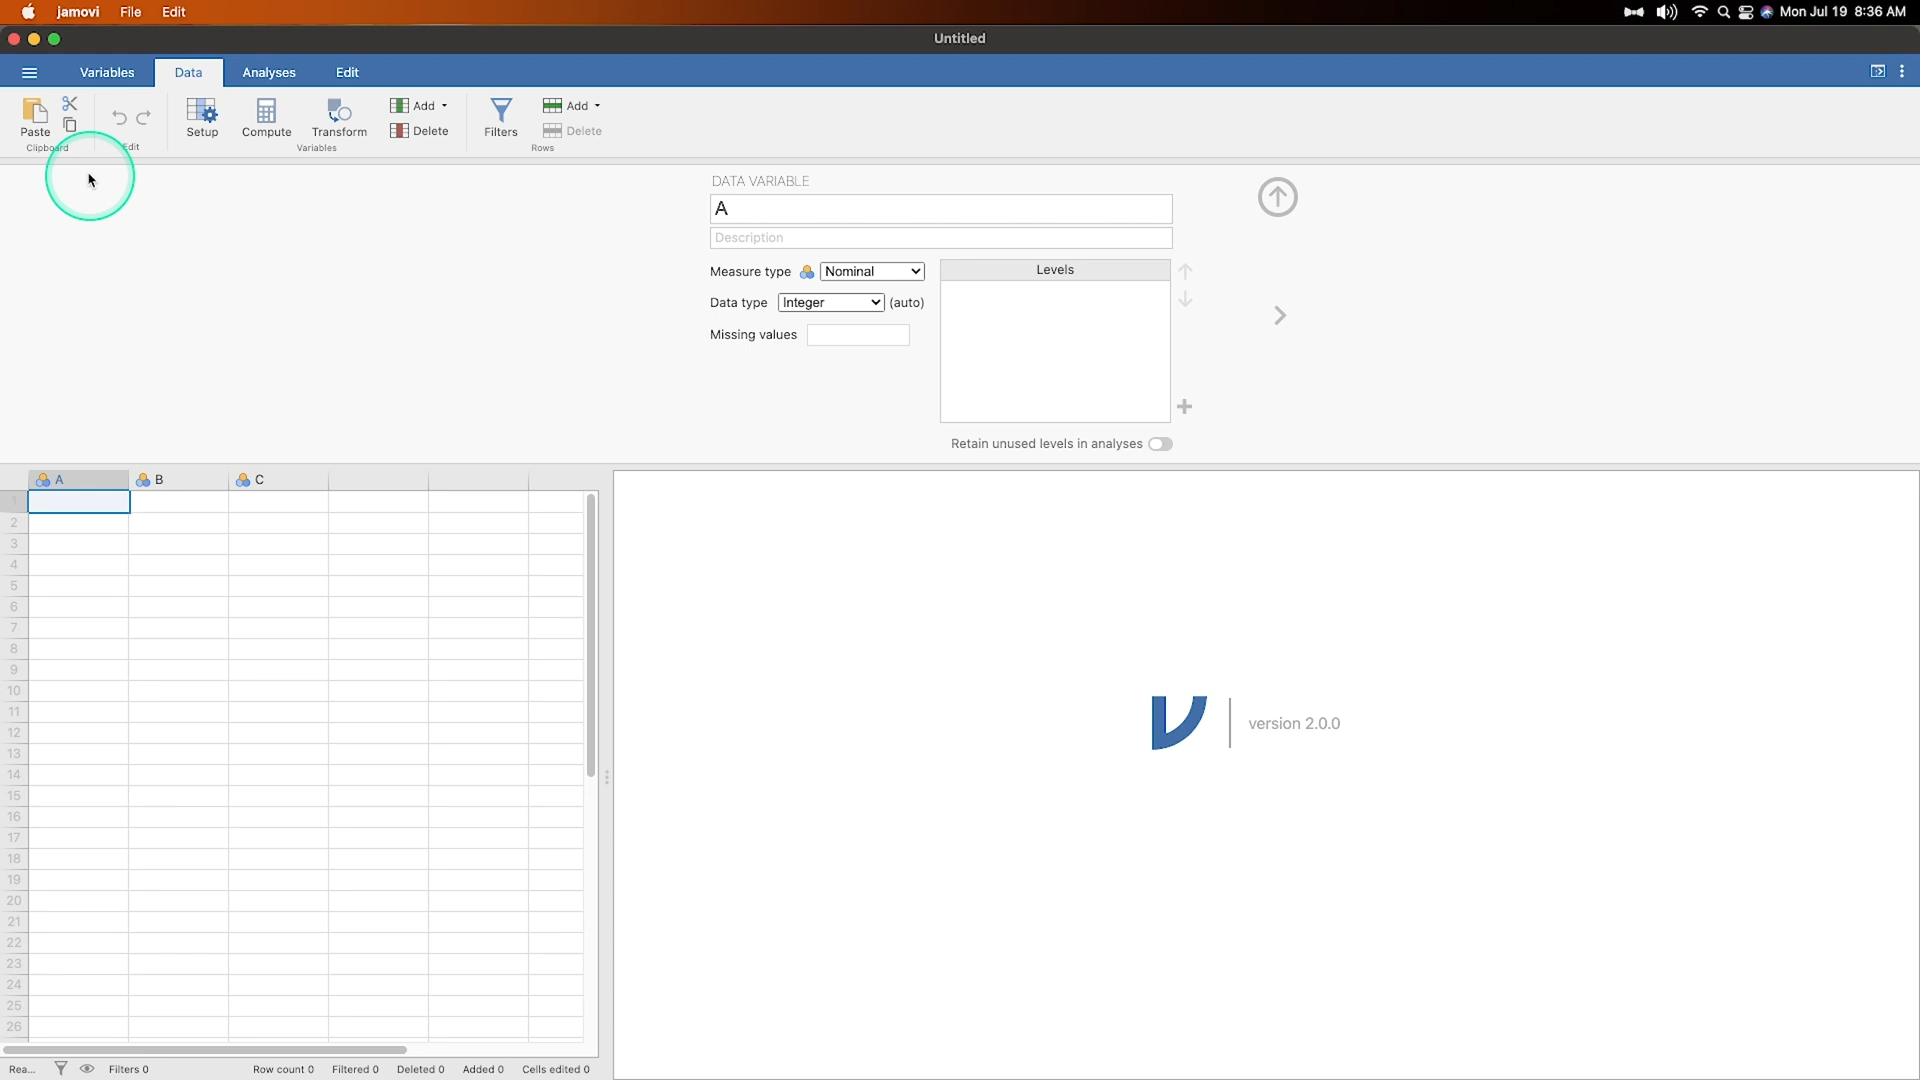 jamovi File Edit
Mon Jul 19 8:36 AM
Untitled
Variables Data Analyses Edit
Paste
Clipboard
Edit
Setup Compute Transform
Add
Delete
Variables
Filters
Add
Delete
Rows
DATA VARIABLE
A
Description
Measure type Nominal
Data type Integer (auto)
Missing values
Levels
Retain unused levels in analyses
A B C
1
2
3
4
5
6
7
8
9
10
11
12
13
14
15
16
17
18
19
20
21
22
23
24
25
26
version 2.0.0
Rea... Filters 0 Row count 0 Filtered 0 Deleted 0 Added 0 Cells edited 0